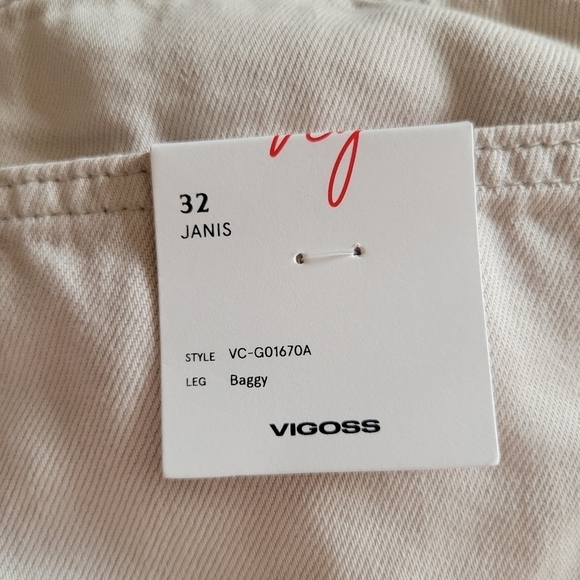 32
JANIS
STYLE VC-G01670A
LEG Baggy
VIGOSS